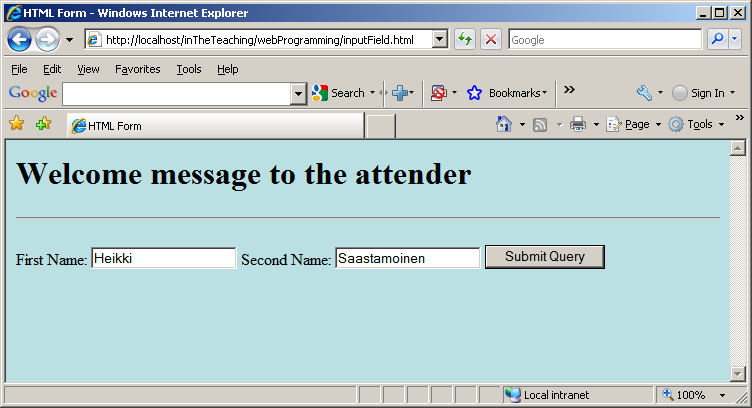 HTML Form - Windows Internet Explorer
http://localhost/inTheTeaching/webProgramming/inputField.html
Google
File Edit View Favorites Tools Help
Google Search Bookmarks Sign In
HTML Form Page Tools
Welcome message to the attender
First Name: Heikki Second Name: Saastamoinen Submit Query
Local intranet 100%